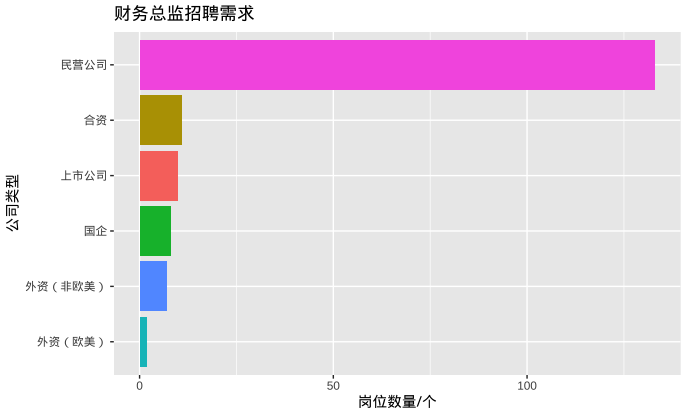 财务总监招聘需求
公司类型
民营公司
合资
上市公司
国企
外资（非欧美）
外资（欧美）
0 50 100
岗位数量/个